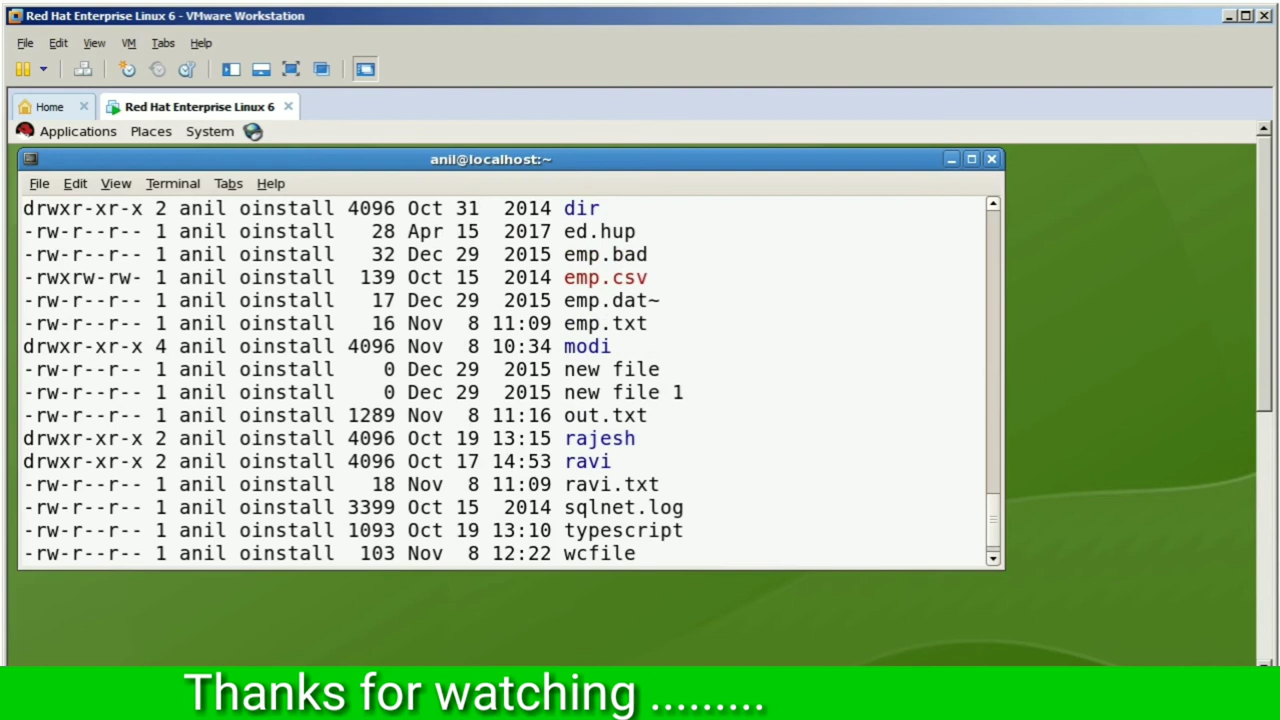 Red Hat Enterprise Linux 6 - VMware Workstation
File Edit View VM Tabs Help
Home Red Hat Enterprise Linux 6
Applications Places System
anil@localhost:~
File Edit View Terminal Tabs Help
drwxr-xr-x 2 anil oinstall 4096 Oct 31  2014 dir
-rw-r--r-- 1 anil oinstall   28 Apr 15  2017 ed.hup
-rw-r--r-- 1 anil oinstall   32 Dec 29  2015 emp.bad
-rwxrw-rw- 1 anil oinstall  139 Oct 15  2014 emp.csv
-rw-r--r-- 1 anil oinstall   17 Dec 29  2015 emp.dat~
-rw-r--r-- 1 anil oinstall   16 Nov  8 11:09 emp.txt
drwxr-xr-x 4 anil oinstall 4096 Nov  8 10:34 modi
-rw-r--r-- 1 anil oinstall    0 Dec 29  2015 new file
-rw-r--r-- 1 anil oinstall    0 Dec 29  2015 new file 1
-rw-r--r-- 1 anil oinstall 1289 Nov  8 11:16 out.txt
drwxr-xr-x 2 anil oinstall 4096 Oct 19 13:15 rajesh
drwxr-xr-x 2 anil oinstall 4096 Oct 17 14:53 ravi
-rw-r--r-- 1 anil oinstall   18 Nov  8 11:09 ravi.txt
-rw-r--r-- 1 anil oinstall 3399 Oct 15  2014 sqlnet.log
-rw-r--r-- 1 anil oinstall 1093 Oct 19 13:10 typescript
-rw-r--r-- 1 anil oinstall  103 Nov  8 12:22 wcfile
Thanks for watching .........